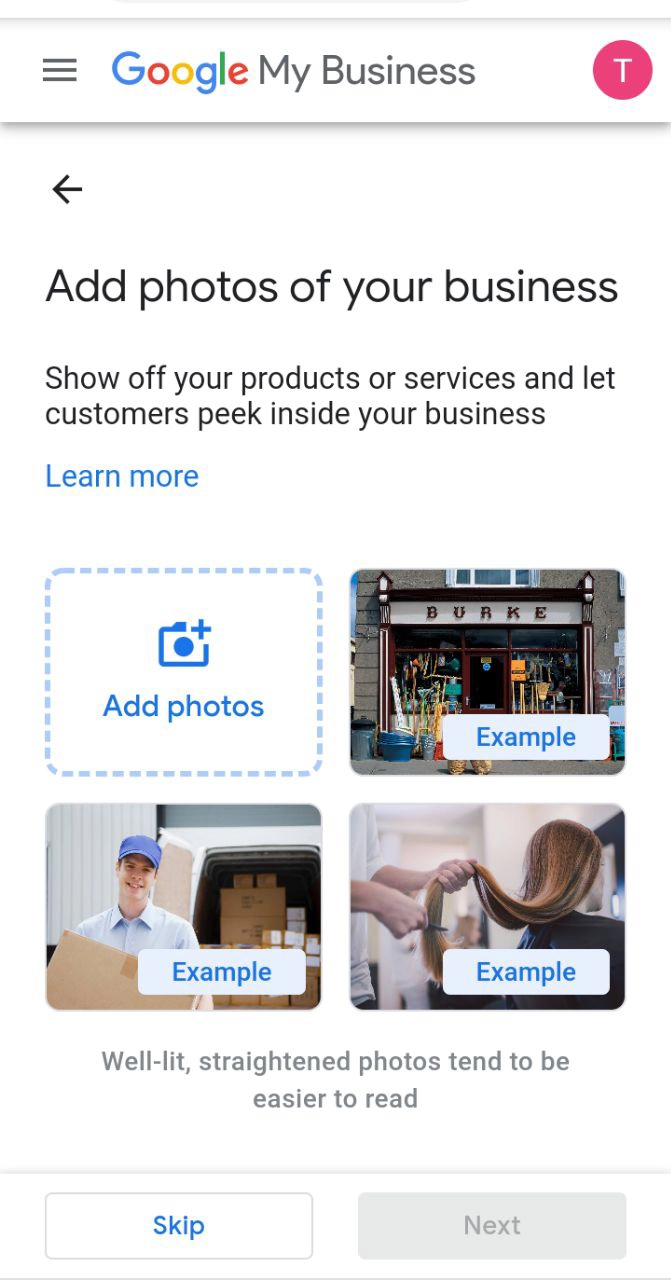 Google My Business
T
Add photos of your business
Show off your products or services and let
customers peek inside your business
Learn more
Add photos
BURKE
Example
Example
Example
Well-lit, straightened photos tend to be
easier to read
Skip
Next